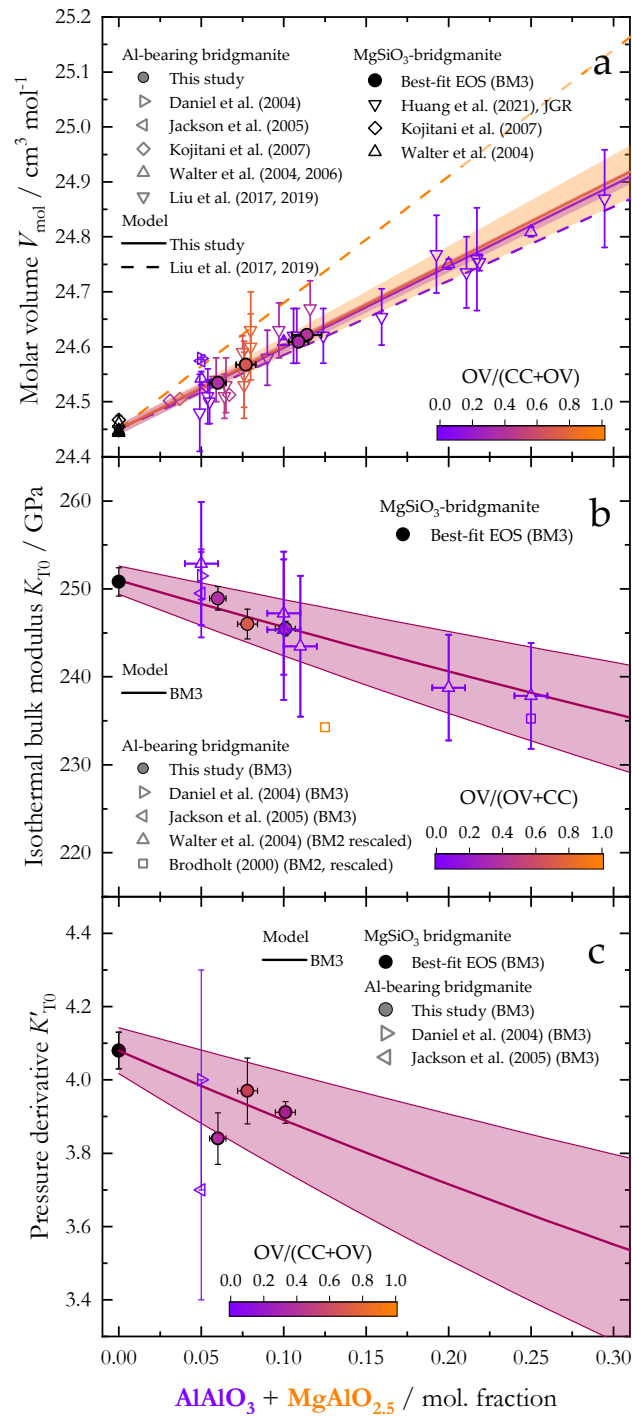 a
25.2
25.1
25.0
24.9
24.8
24.7
24.6
24.5
24.4
Molar volume Vmol / cm³ mol⁻¹
Al-bearing bridgmanite
This study
Daniel et al. (2004)
Jackson et al. (2005)
Kojitani et al. (2007)
Walter et al. (2004, 2006)
Liu et al. (2017, 2019)
Model
This study
Liu et al. (2017, 2019)
MgSiO₃-bridgmanite
Best-fit EOS (BM3)
Huang et al. (2021), JGR
Kojitani et al. (2007)
Walter et al. (2004)
OV/(CC+OV)
0.0 0.2 0.4 0.6 0.8 1.0
b
260
250
240
230
220
Isothermal bulk modulus KT0 / GPa
MgSiO₃-bridgmanite
Best-fit EOS (BM3)
Model
BM3
Al-bearing bridgmanite
This study (BM3)
Daniel et al. (2004) (BM3)
Jackson et al. (2005) (BM3)
Walter et al. (2004) (BM2 rescaled)
Brodholt (2000) (BM2, rescaled)
OV/(OV+CC)
0.0 0.2 0.4 0.6 0.8 1.0
c
4.4
4.2
4.0
3.8
3.6
3.4
Pressure derivative K′T0
Model
BM3
MgSiO₃ bridgmanite
Best-fit EOS (BM3)
Al-bearing bridgmanite
This study (BM3)
Daniel et al. (2004) (BM3)
Jackson et al. (2005) (BM3)
OV/(CC+OV)
0.0 0.2 0.4 0.6 0.8 1.0
0.00 0.05 0.10 0.15 0.20 0.25 0.30
AlAlO₃ + MgAlO₂.₅ / mol. fraction